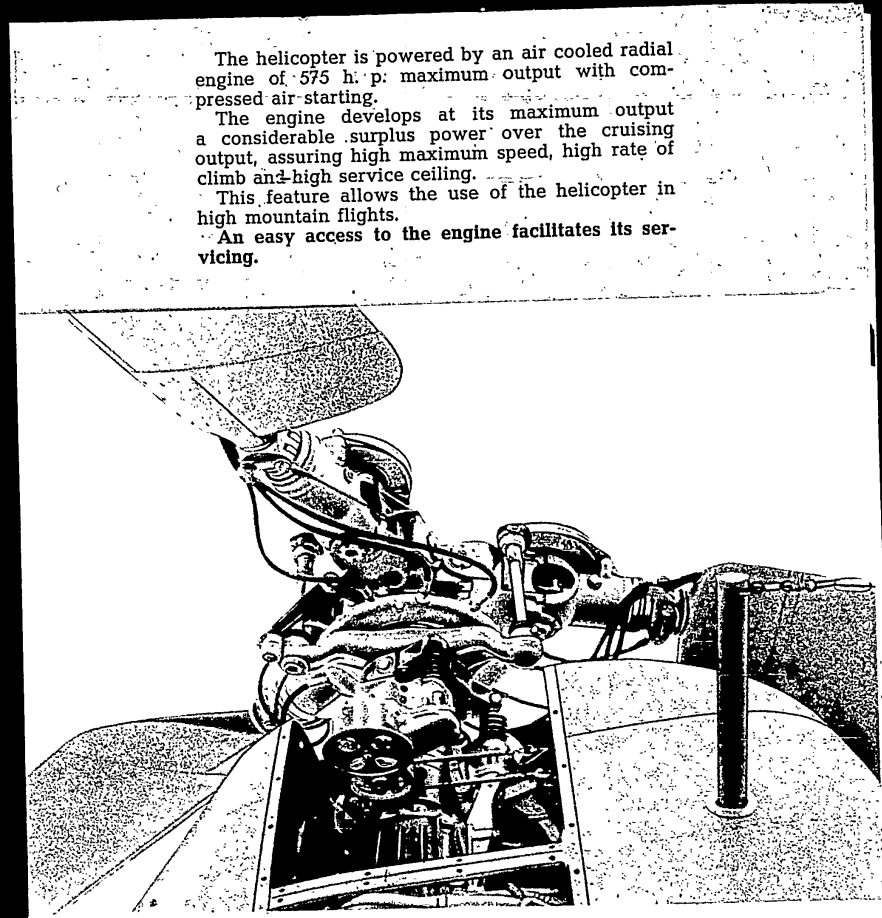 The helicopter is powered by an air cooled radial
engine of 575 h. p. maximum output with com-
pressed air starting.
The engine develops at its maximum output
a considerable surplus power over the cruising
output, assuring high maximum speed, high rate of
climb and high service ceiling.
This feature allows the use of the helicopter in
high mountain flights.
An easy access to the engine facilitates its ser-
vicing.